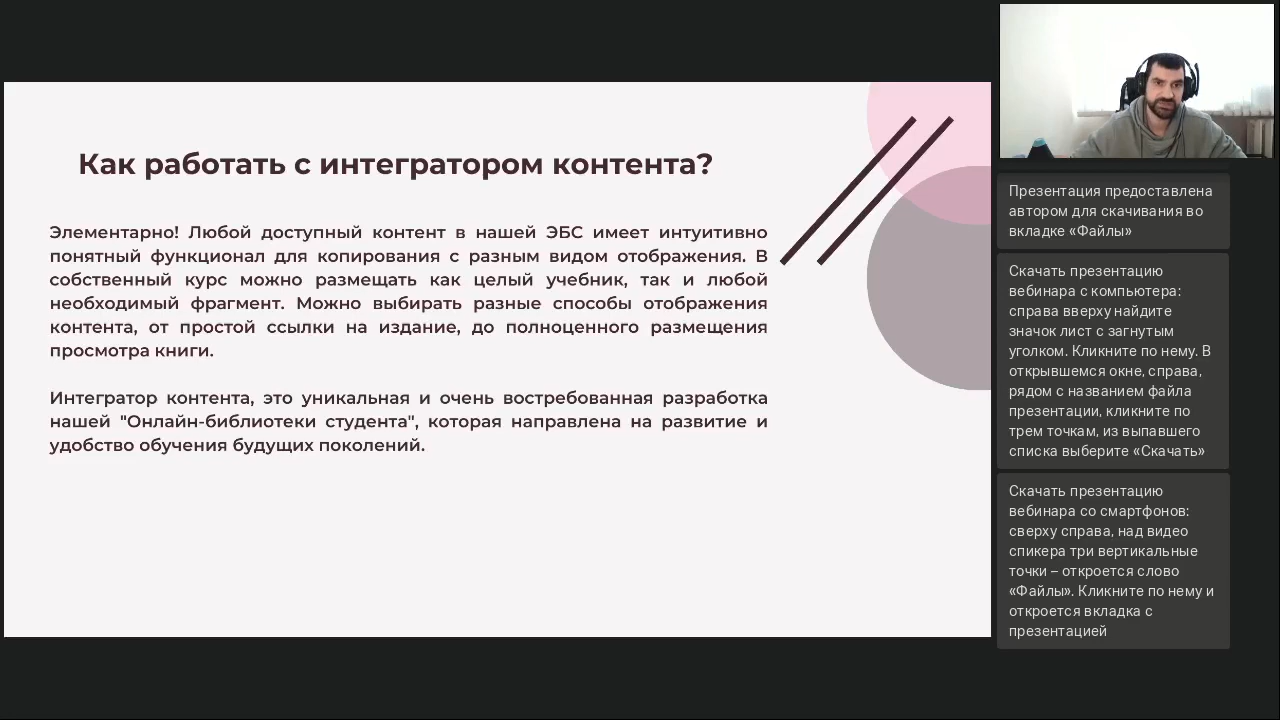 Как работать с интегратором контента?
Элементарно! Любой доступный контент в нашей ЭБС имеет интуитивно
понятный функционал для копирования с разным видом отображения. В
собственный курс можно размещать как целый учебник, так и любой
необходимый фрагмент. Можно выбирать разные способы отображения
контента, от простой ссылки на издание, до полноценного размещения
просмотра книги.
Интегратор контента, это уникальная и очень востребованная разработка
нашей "Онлайн-библиотеки студента", которая направлена на развитие и
удобство обучения будущих поколений.
Презентация предоставлена
автором для скачивания во
вкладке «Файлы»
Скачать презентацию
вебинара с компьютера:
справа вверху найдите
значок лист с загнутым
уголком. Кликните по нему. В
открывшемся окне, справа,
рядом с названием файла
презентации, кликните по
трем точкам, из выпавшего
списка выберите «Скачать»
Скачать презентацию
вебинара со смартфонов:
сверху справа, над видео
спикера три вертикальные
точки – откроется слово
«Файлы». Кликните по нему и
откроется вкладка с
презентацией